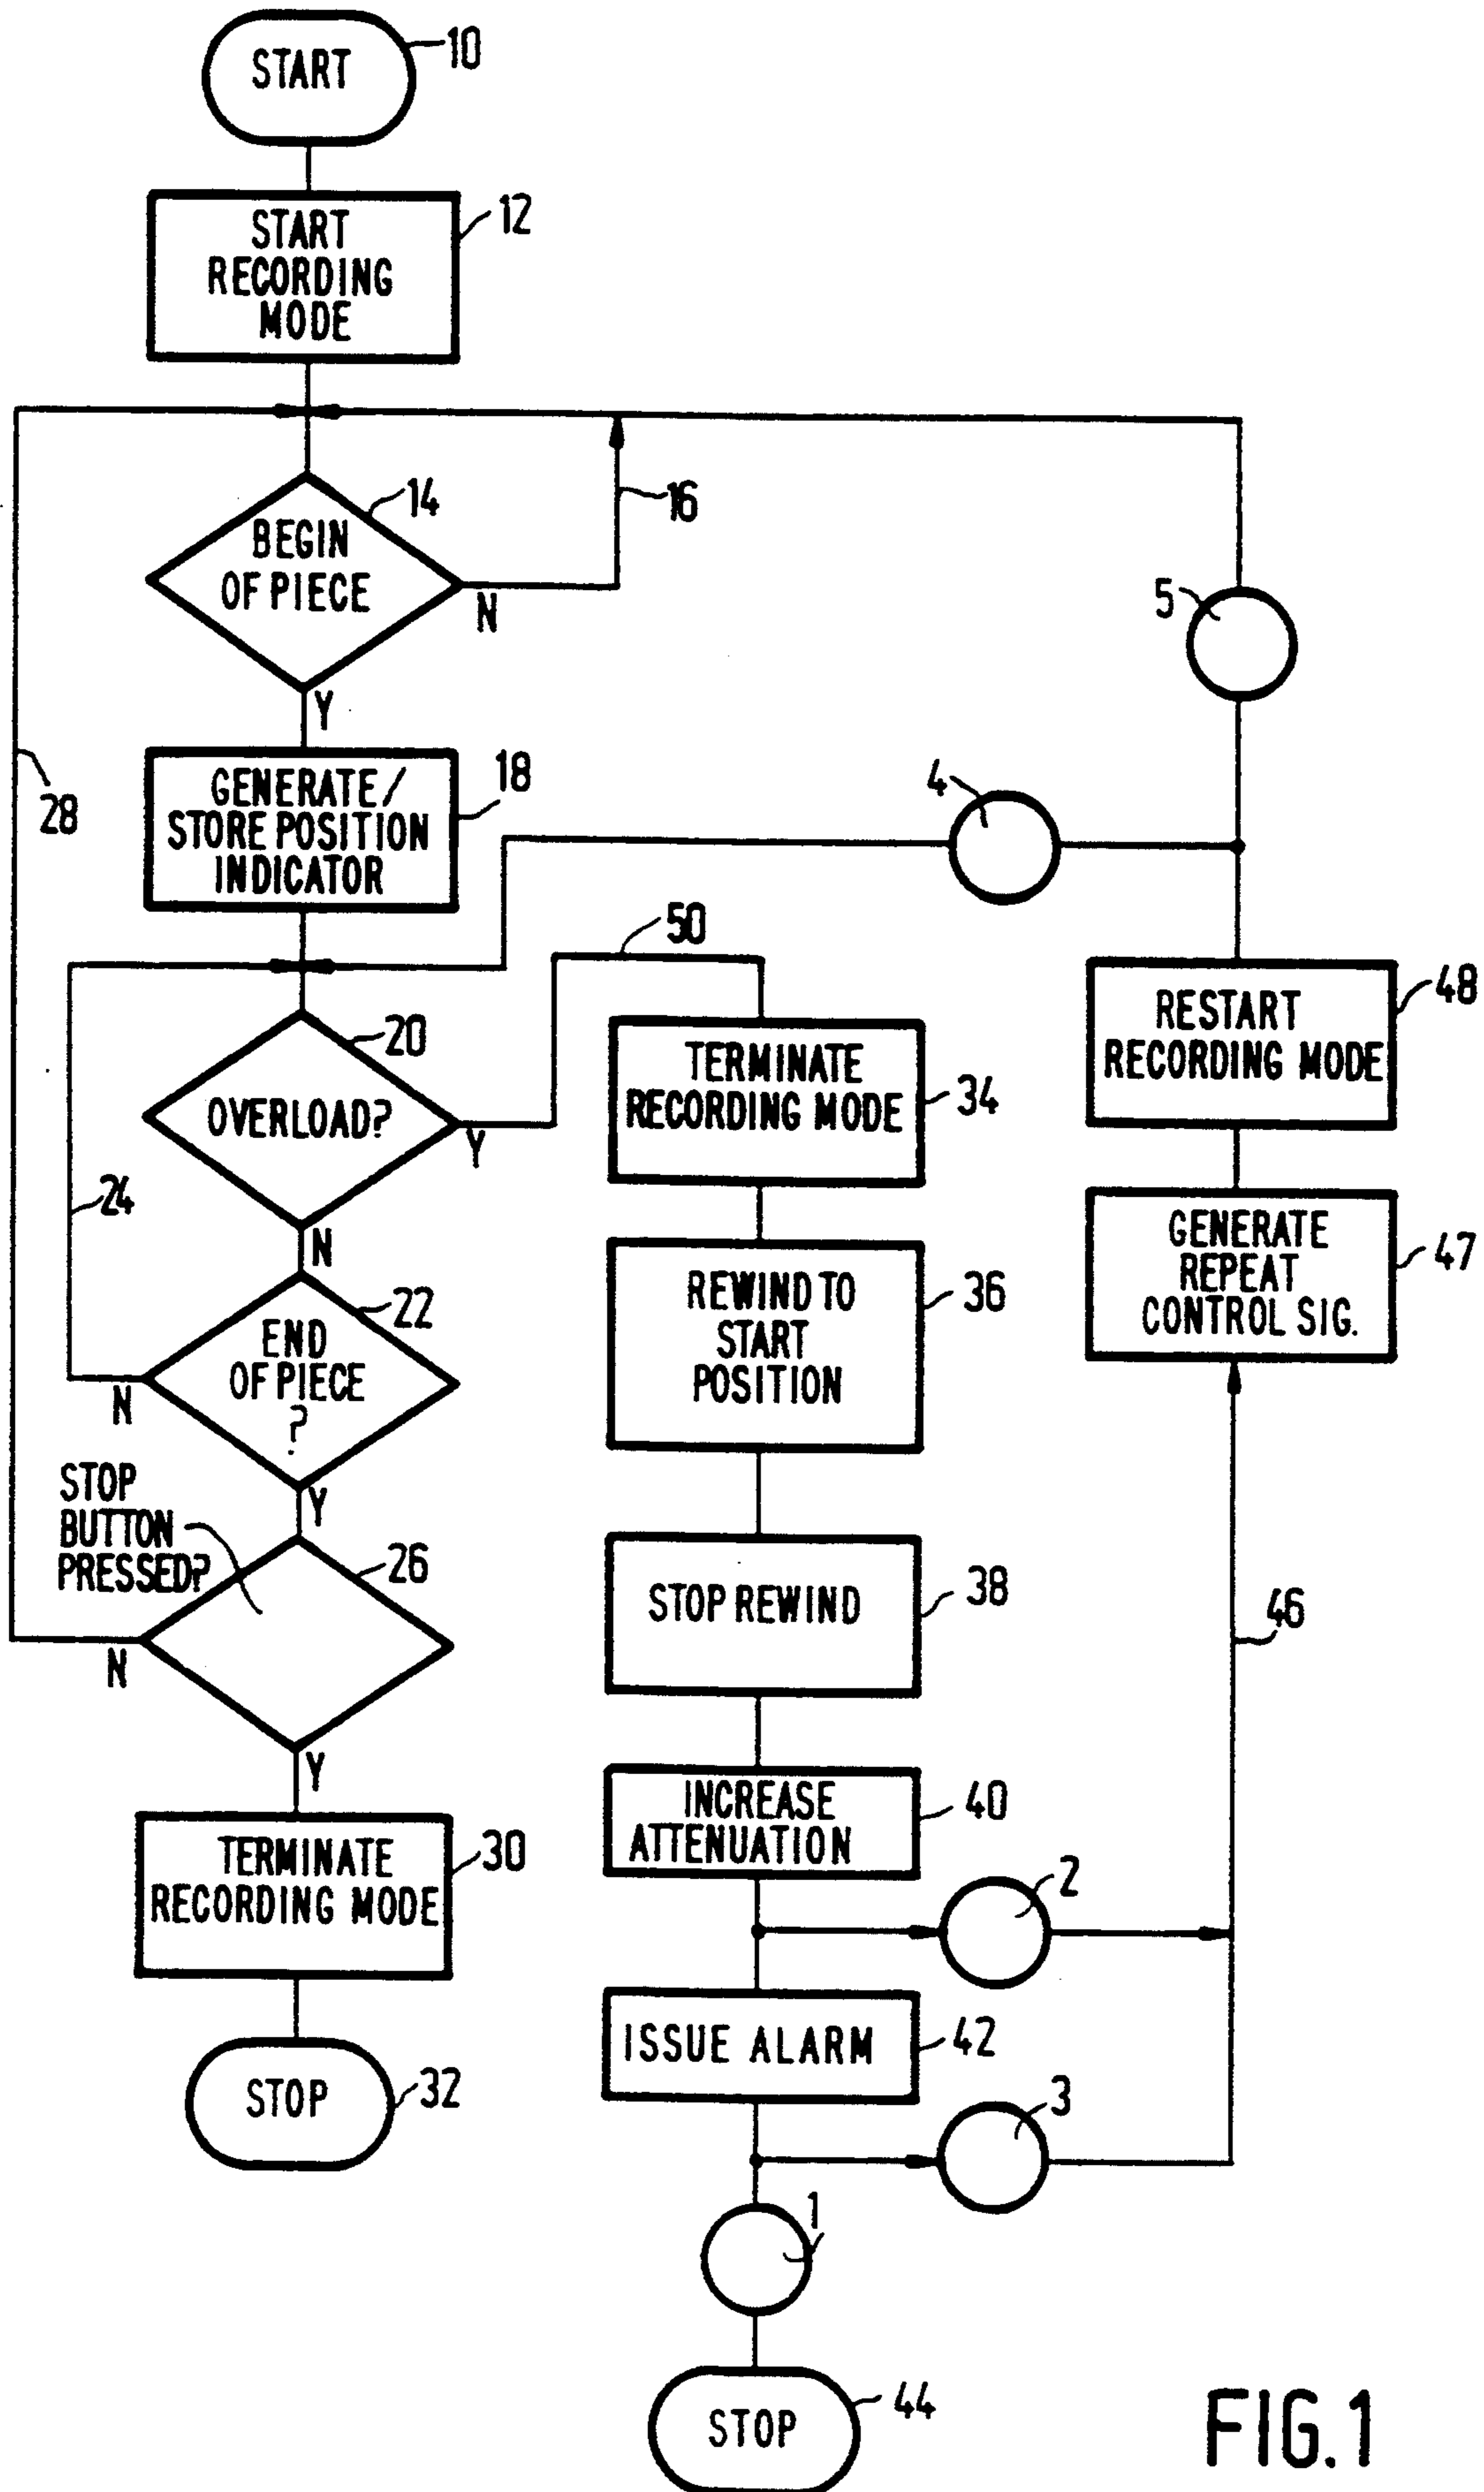 START
10
START
RECORDING
MODE
12
BEGIN
OF PIECE
14
N
16
Y
5
GENERATE/
STORE POSITION
INDICATOR
18
28
4
50
20
OVERLOAD?
Y
N
24
TERMINATE
RECORDING MODE
34
RESTART
RECORDING MODE
48
GENERATE
REPEAT
CONTROL SIG.
47
END
OF PIECE
?
22
N
Y
REWIND TO
START
POSITION
36
STOP
BUTTON
PRESSED?
26
N
Y
STOP REWIND
38
46
INCREASE
ATTENUATION
40
TERMINATE
RECORDING MODE
30
2
ISSUE ALARM
42
STOP
32
3
1
STOP
44
FIG.1